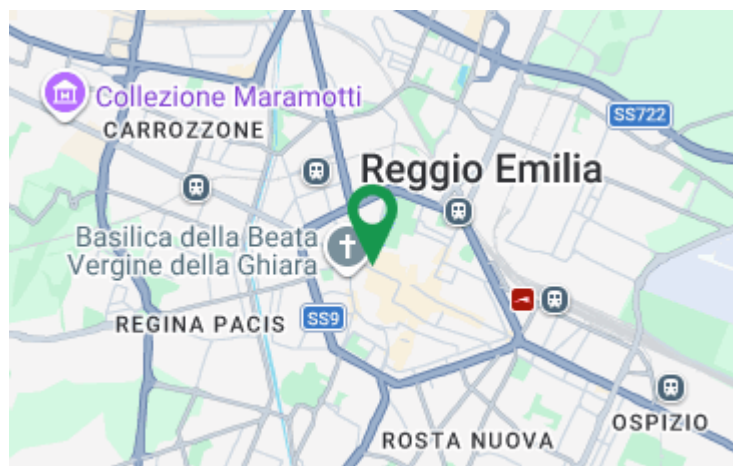 Collezione Maramotti
CARROZZONE
SS722
Reggio Emilia
Basilica della Beata
Vergine della Ghiara
REGINA PACIS
SS9
OSPIZIO
ROSTA NUOVA